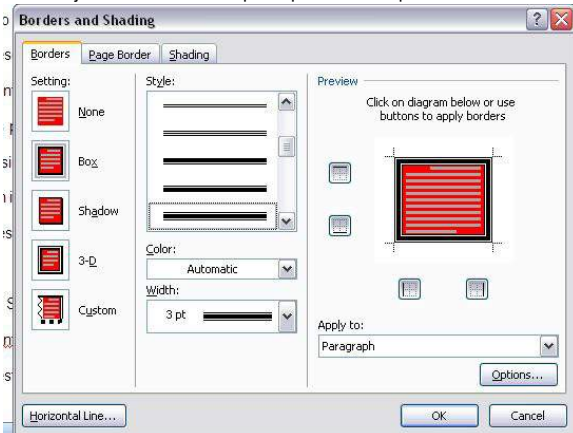 Borders and Shading
Borders Page Border Shading
Setting:
None
Box
Shadow
3-D
Custom
Style:
Color:
Automatic
Width:
3 pt
Preview
Click on diagram below or use
buttons to apply borders
Apply to:
Paragraph
Options...
Horizontal Line...
OK Cancel